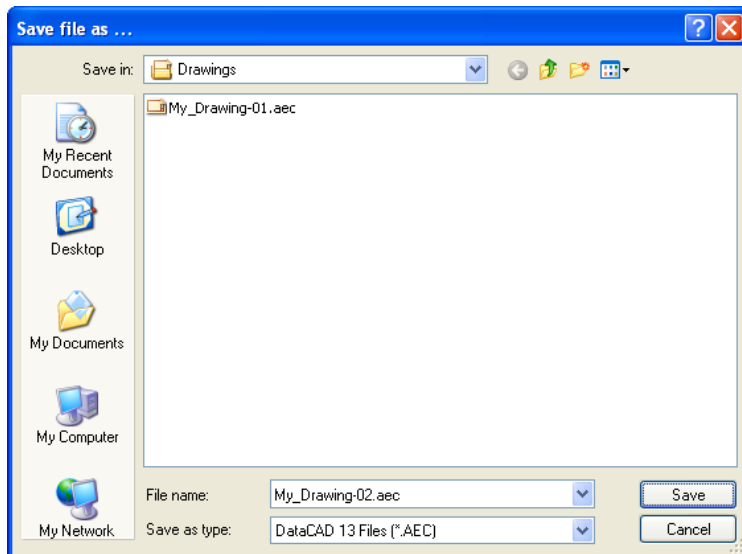 Save file as ...
Save in:
Drawings
My_Drawing-01.aec
My Recent
Documents
Desktop
My Documents
My Computer
My Network
File name:
My_Drawing-02.aec
Save
Save as type:
DataCAD 13 Files (*.AEC)
Cancel